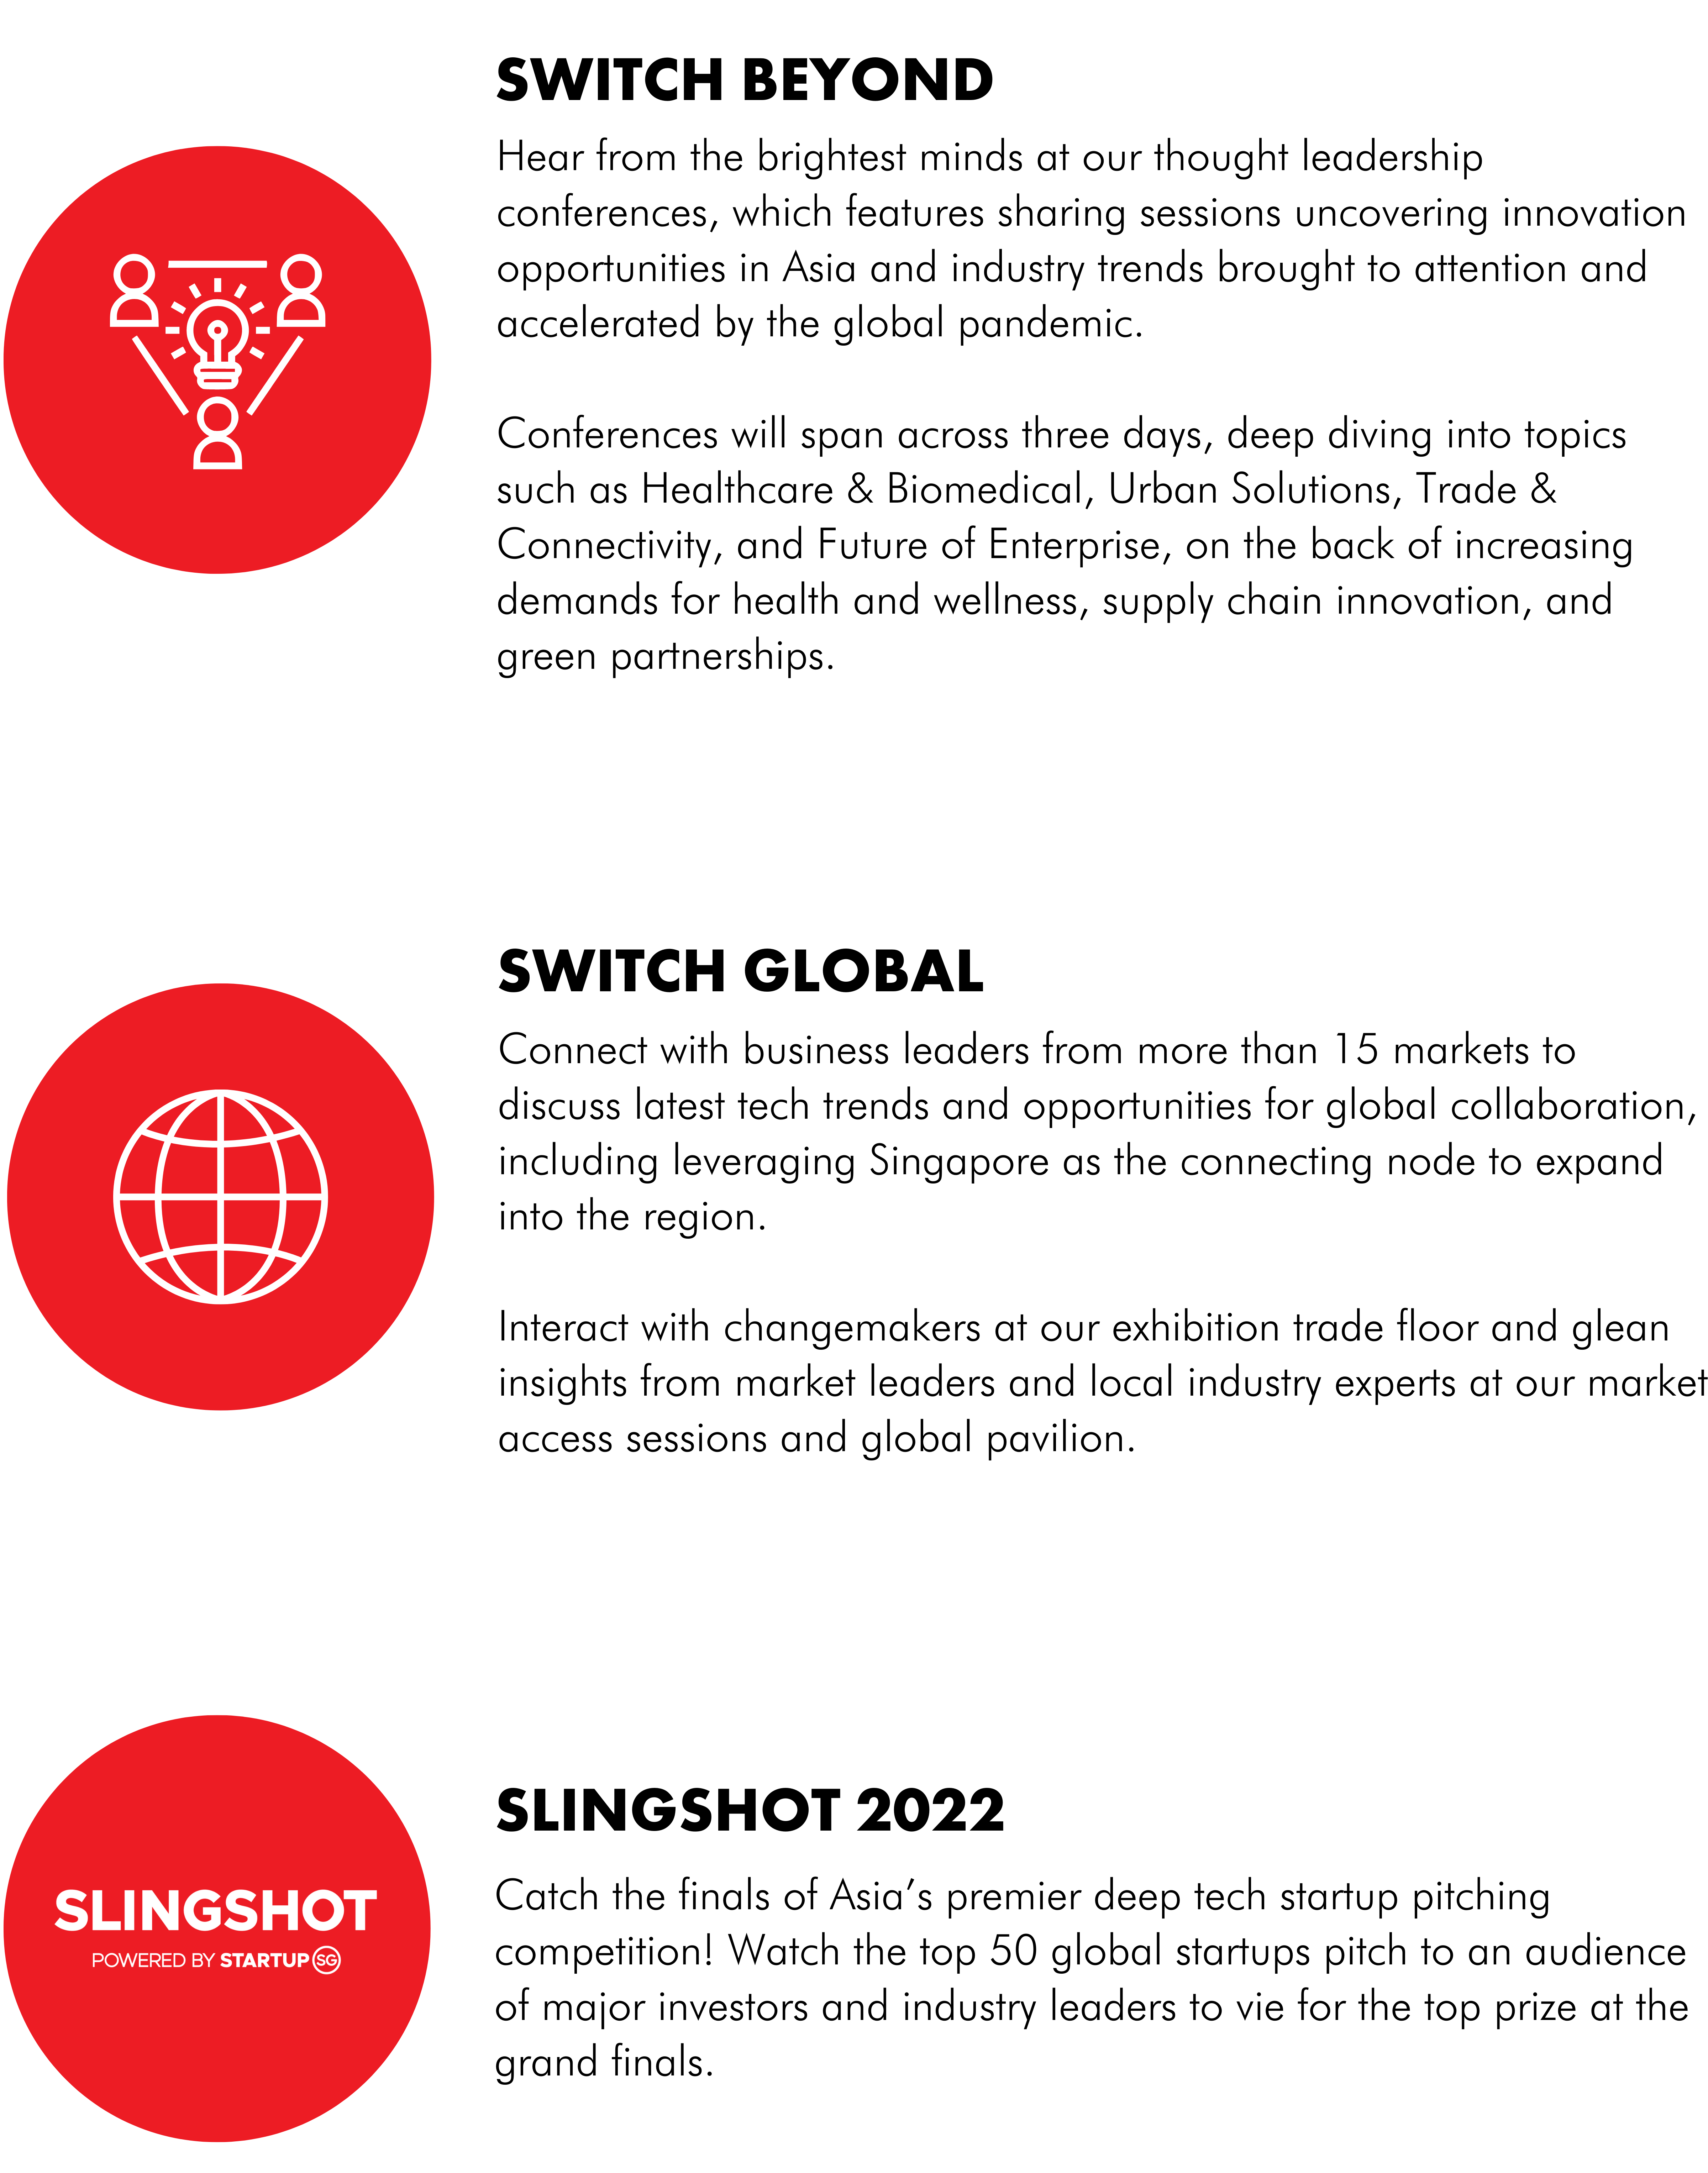 SWITCH BEYOND
Hear from the brightest minds at our thought leadership
conferences, which features sharing sessions uncovering innovation
opportunities in Asia and industry trends brought to attention and
accelerated by the global pandemic.
Conferences will span across three days, deep diving into topics
such as Healthcare & Biomedical, Urban Solutions, Trade &
Connectivity, and Future of Enterprise, on the back of increasing
demands for health and wellness, supply chain innovation, and
green partnerships.
SWITCH GLOBAL
Connect with business leaders from more than 15 markets to
discuss latest tech trends and opportunities for global collaboration,
including leveraging Singapore as the connecting node to expand
into the region.
Interact with changemakers at our exhibition trade floor and glean
insights from market leaders and local industry experts at our market
access sessions and global pavilion.
SLINGSHOT
POWERED BY STARTUP SG
SLINGSHOT 2022
Catch the finals of Asia’s premier deep tech startup pitching
competition! Watch the top 50 global startups pitch to an audience
of major investors and industry leaders to vie for the top prize at the
grand finals.